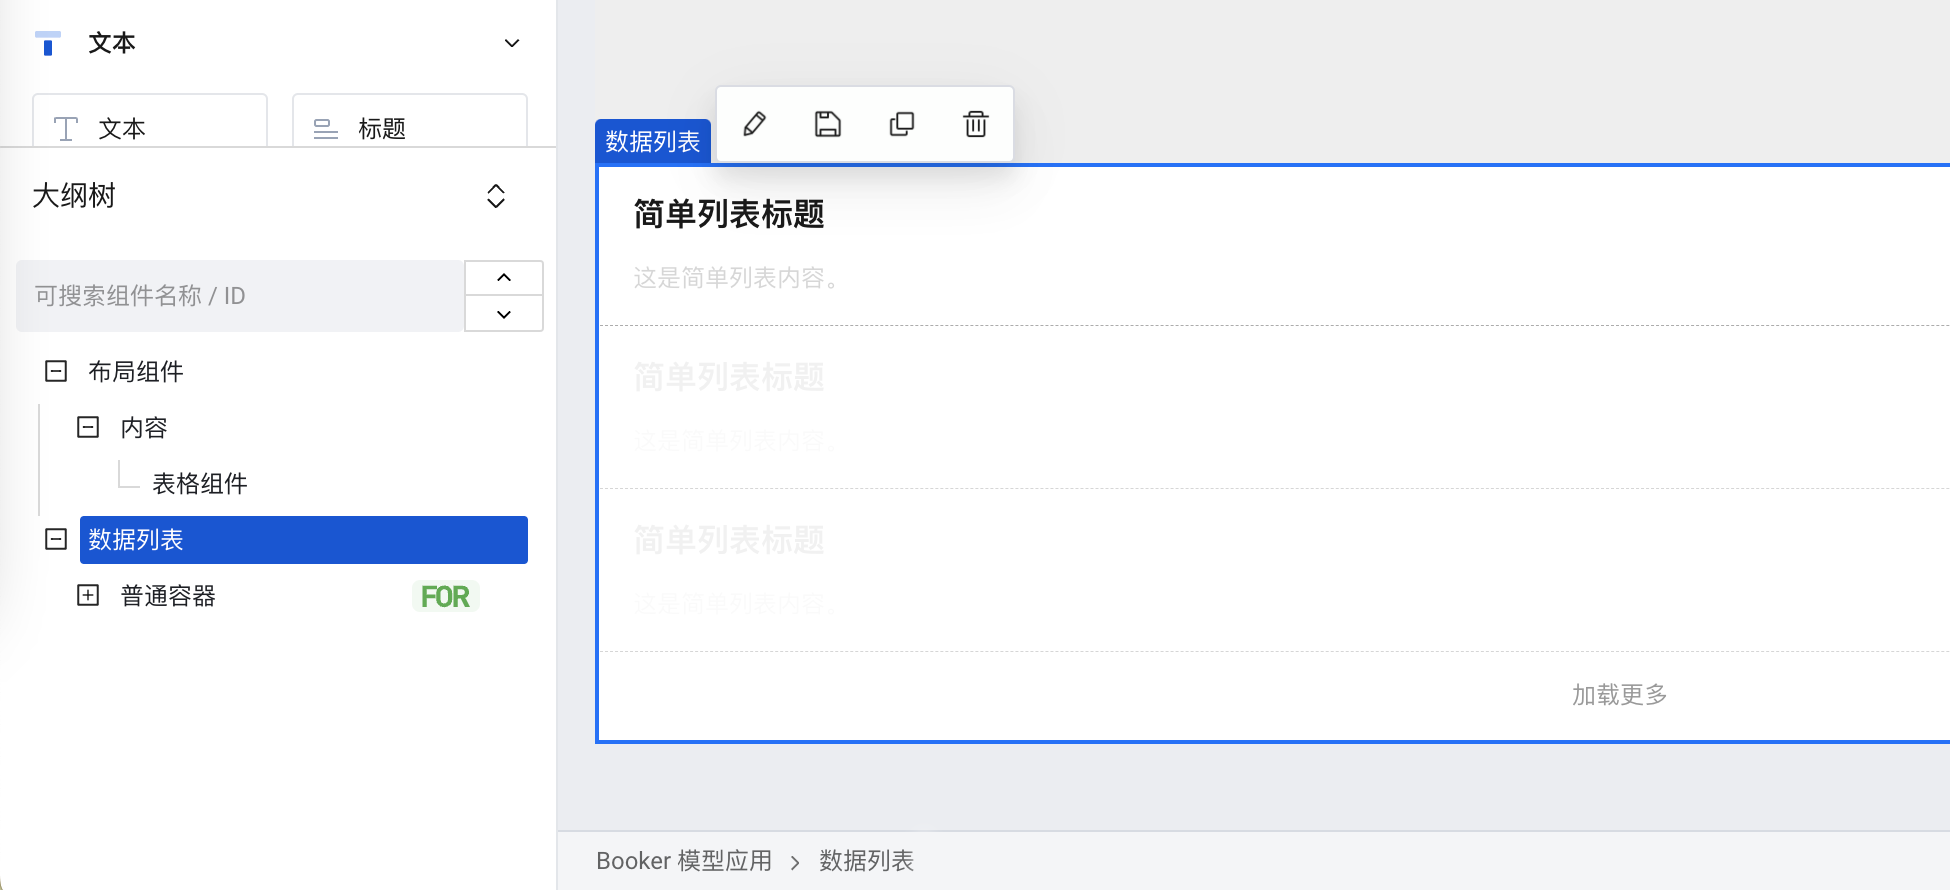 文本
文本
标题
大纲树
可搜索组件名称 / ID
布局组件
内容
表格组件
数据列表
普通容器
FOR
数据列表
简单列表标题
这是简单列表内容。
简单列表标题
这是简单列表内容。
简单列表标题
这是简单列表内容。
加载更多
Booker 模型应用
数据列表